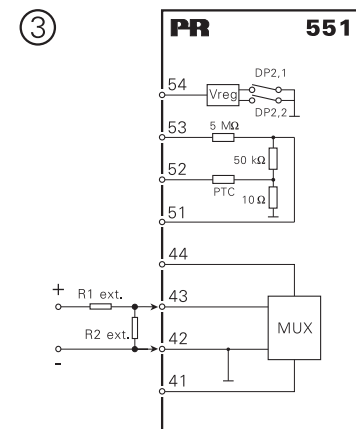 3
PR 551
54
Vreg
DP2,1
DP2,2
53
5 MΩ
50 kΩ
52
PTC
10 Ω
51
44
+
R1 ext.
43
MUX
R2 ext.
42
-
41